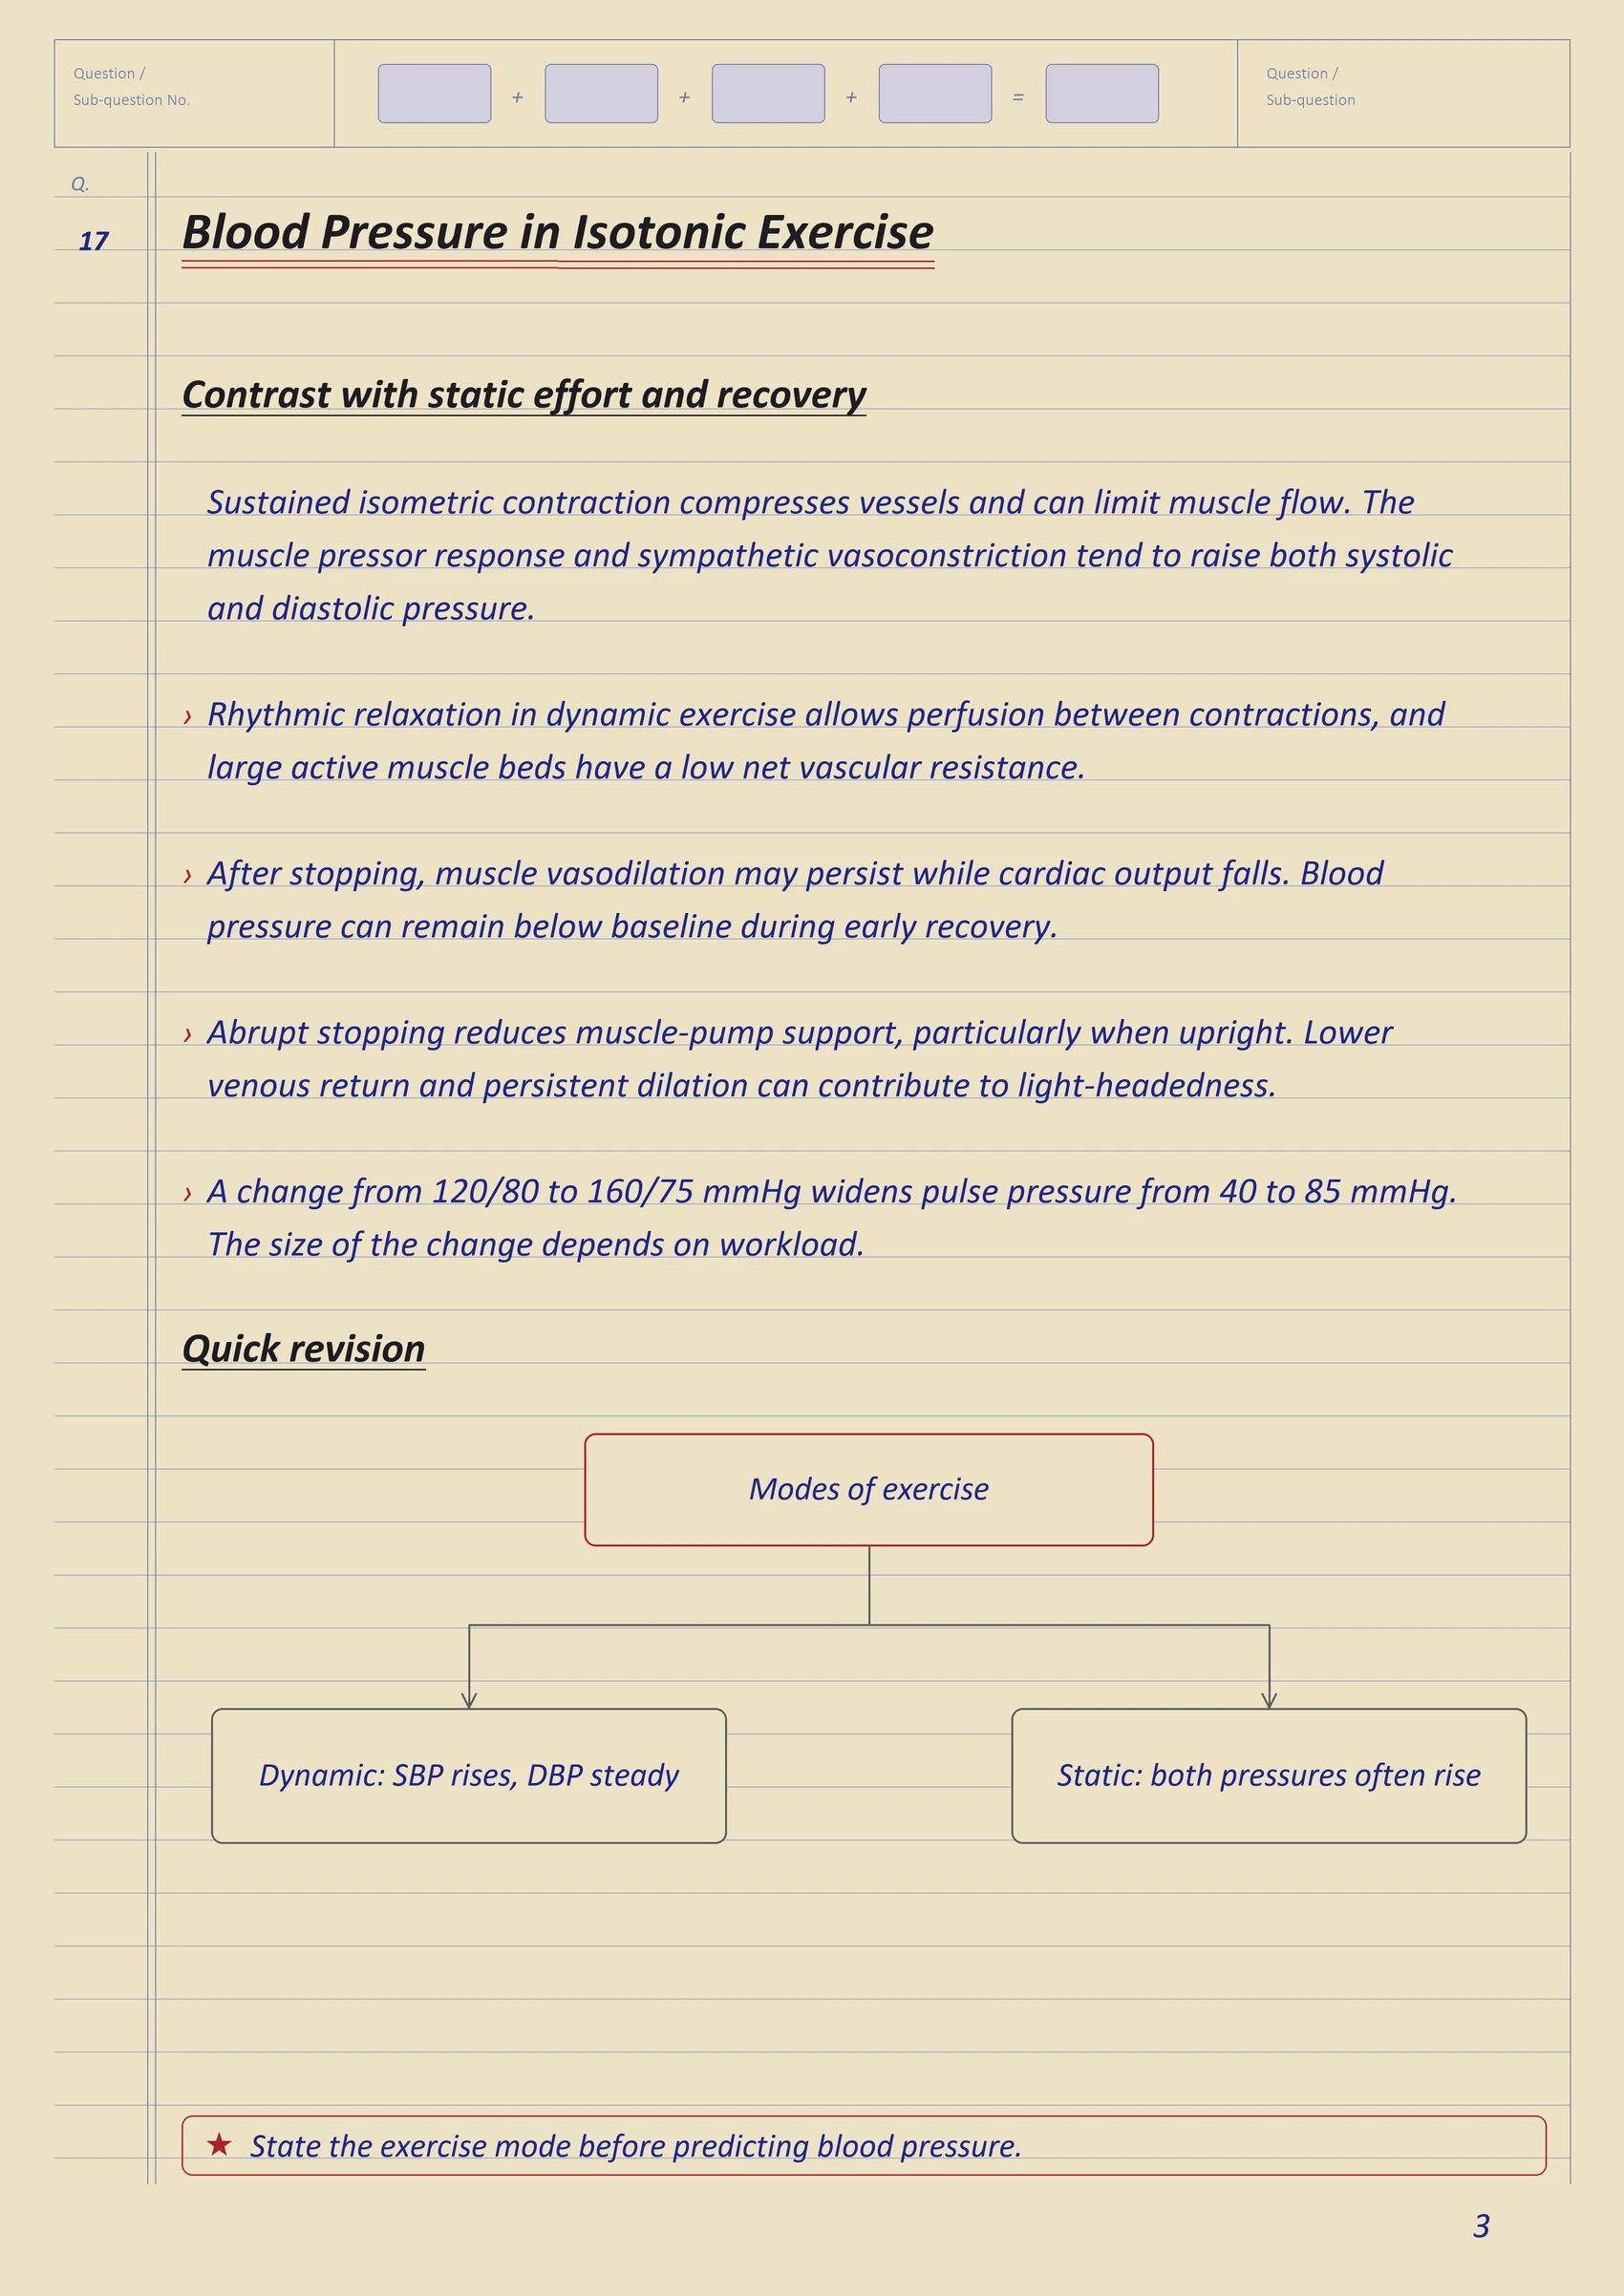 Question /
Sub-question No.
+ + + =
Question /
Sub-question
Q.
17
Blood Pressure in Isotonic Exercise
Contrast with static effort and recovery
Sustained isometric contraction compresses vessels and can limit muscle flow. The
muscle pressor response and sympathetic vasoconstriction tend to raise both systolic
and diastolic pressure.
› Rhythmic relaxation in dynamic exercise allows perfusion between contractions, and
large active muscle beds have a low net vascular resistance.
› After stopping, muscle vasodilation may persist while cardiac output falls. Blood
pressure can remain below baseline during early recovery.
› Abrupt stopping reduces muscle-pump support, particularly when upright. Lower
venous return and persistent dilation can contribute to light-headedness.
› A change from 120/80 to 160/75 mmHg widens pulse pressure from 40 to 85 mmHg.
The size of the change depends on workload.
Quick revision
Modes of exercise
Dynamic: SBP rises, DBP steady
Static: both pressures often rise
★ State the exercise mode before predicting blood pressure.
3